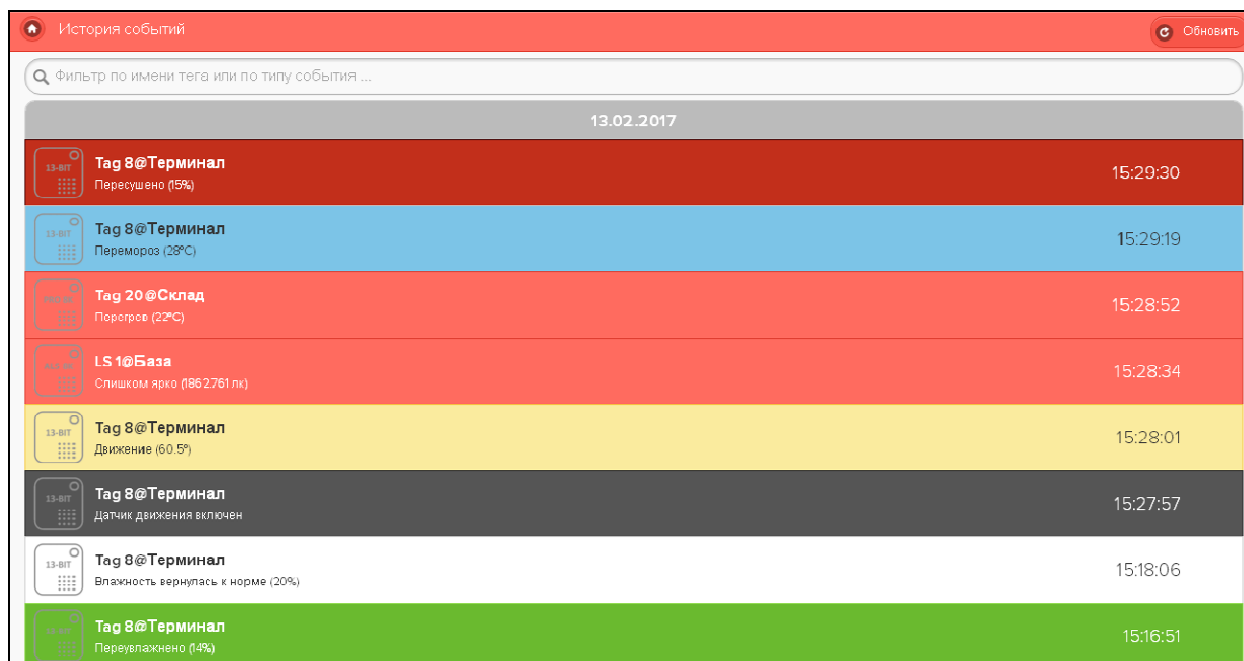 История событий
Обновить
Фильтр по имени тега или по типу события ...
13.02.2017
13-BIT
Tag 8@Терминал
Пересушено (15%)
15:29:30
13-BIT
Tag 8@Терминал
Перемороз (28°C)
15:29:19
Tag 20@Склад
Перегрев (22°C)
15:28:52
LS 1@База
Слишком ярко (1862.761 лк)
15:28:34
13-BIT
Tag 8@Терминал
Движение (60.5°)
15:28:01
13-BIT
Tag 8@Терминал
Датчик движения включен
15:27:57
13-BIT
Tag 8@Терминал
Влажность вернулась к норме (20%)
15:18:06
Tag 8@Терминал
Переувлажнено (14%)
15:16:51